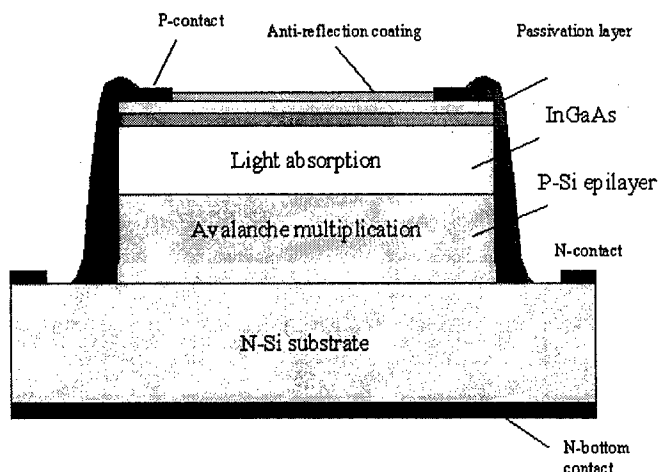 P-contact
Anti-reflection coating
Passivation layer
InGaAs
Light absorption
P-Si epilayer
Avalanche multiplication
N-contact
N-Si substrate
N-bottom
contact